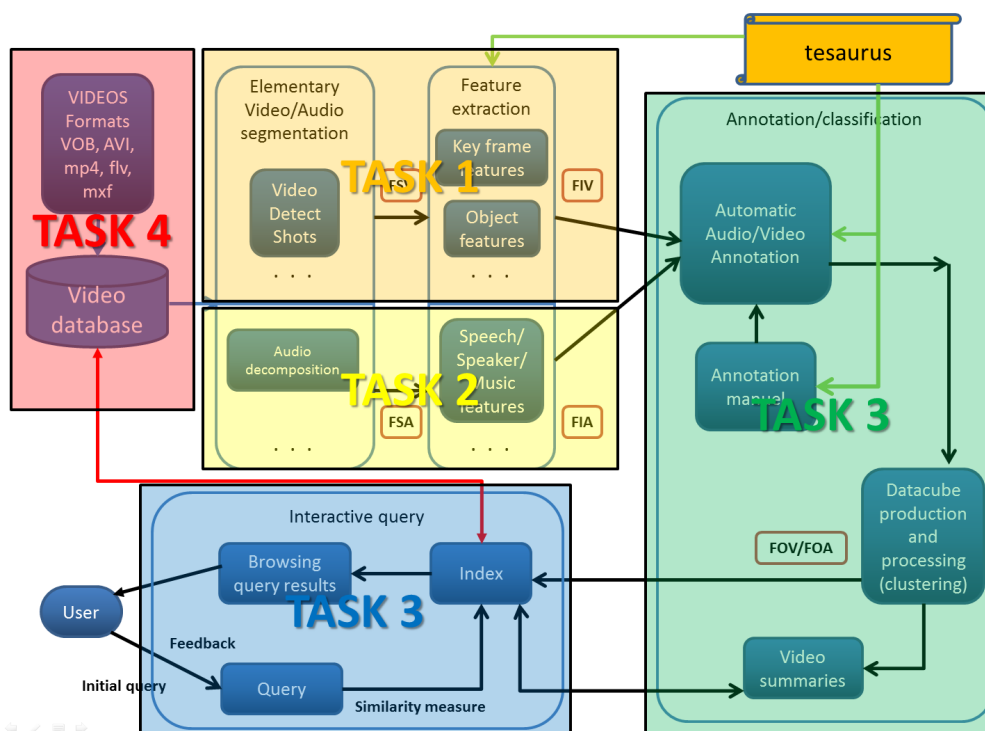 tesaurus
VIDEOS
Formats
VOB, AVI,
mp4, flv,
mxf
TASK 4
Video
database
Elementary
Video/Audio
segmentation
Video
Detect
Shots
. . .
Feature
extraction
Key frame
features
Object
features
. . .
TASK 1
FIV
Audio
decomposition
. . .
Speech/
Speaker/
Music
features
. . .
TASK 2
FSA
FIA
Annotation/classification
Automatic
Audio/Video
Annotation
Annotation
manuel
TASK 3
Datacube
production
and
processing
(clustering)
FOV/FOA
Video
summaries
Interactive query
Browsing
query results
Index
TASK 3
User
Feedback
Initial query
Query
Similarity measure